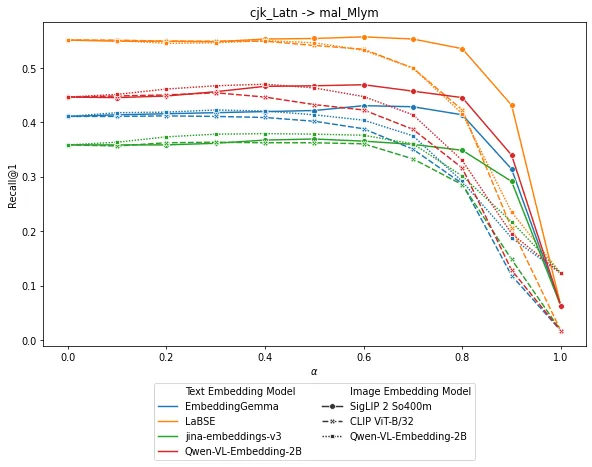 cjk_Latn -> mal_Mlym
Recall@1
0.5
0.4
0.3
0.2
0.1
0.0
0.0 0.2 0.4 0.6 0.8 1.0
α
Text Embedding Model Image Embedding Model
EmbeddingGemma SigLIP 2 So400m
LaBSE CLIP ViT-B/32
jina-embeddings-v3 Qwen-VL-Embedding-2B
Qwen-VL-Embedding-2B